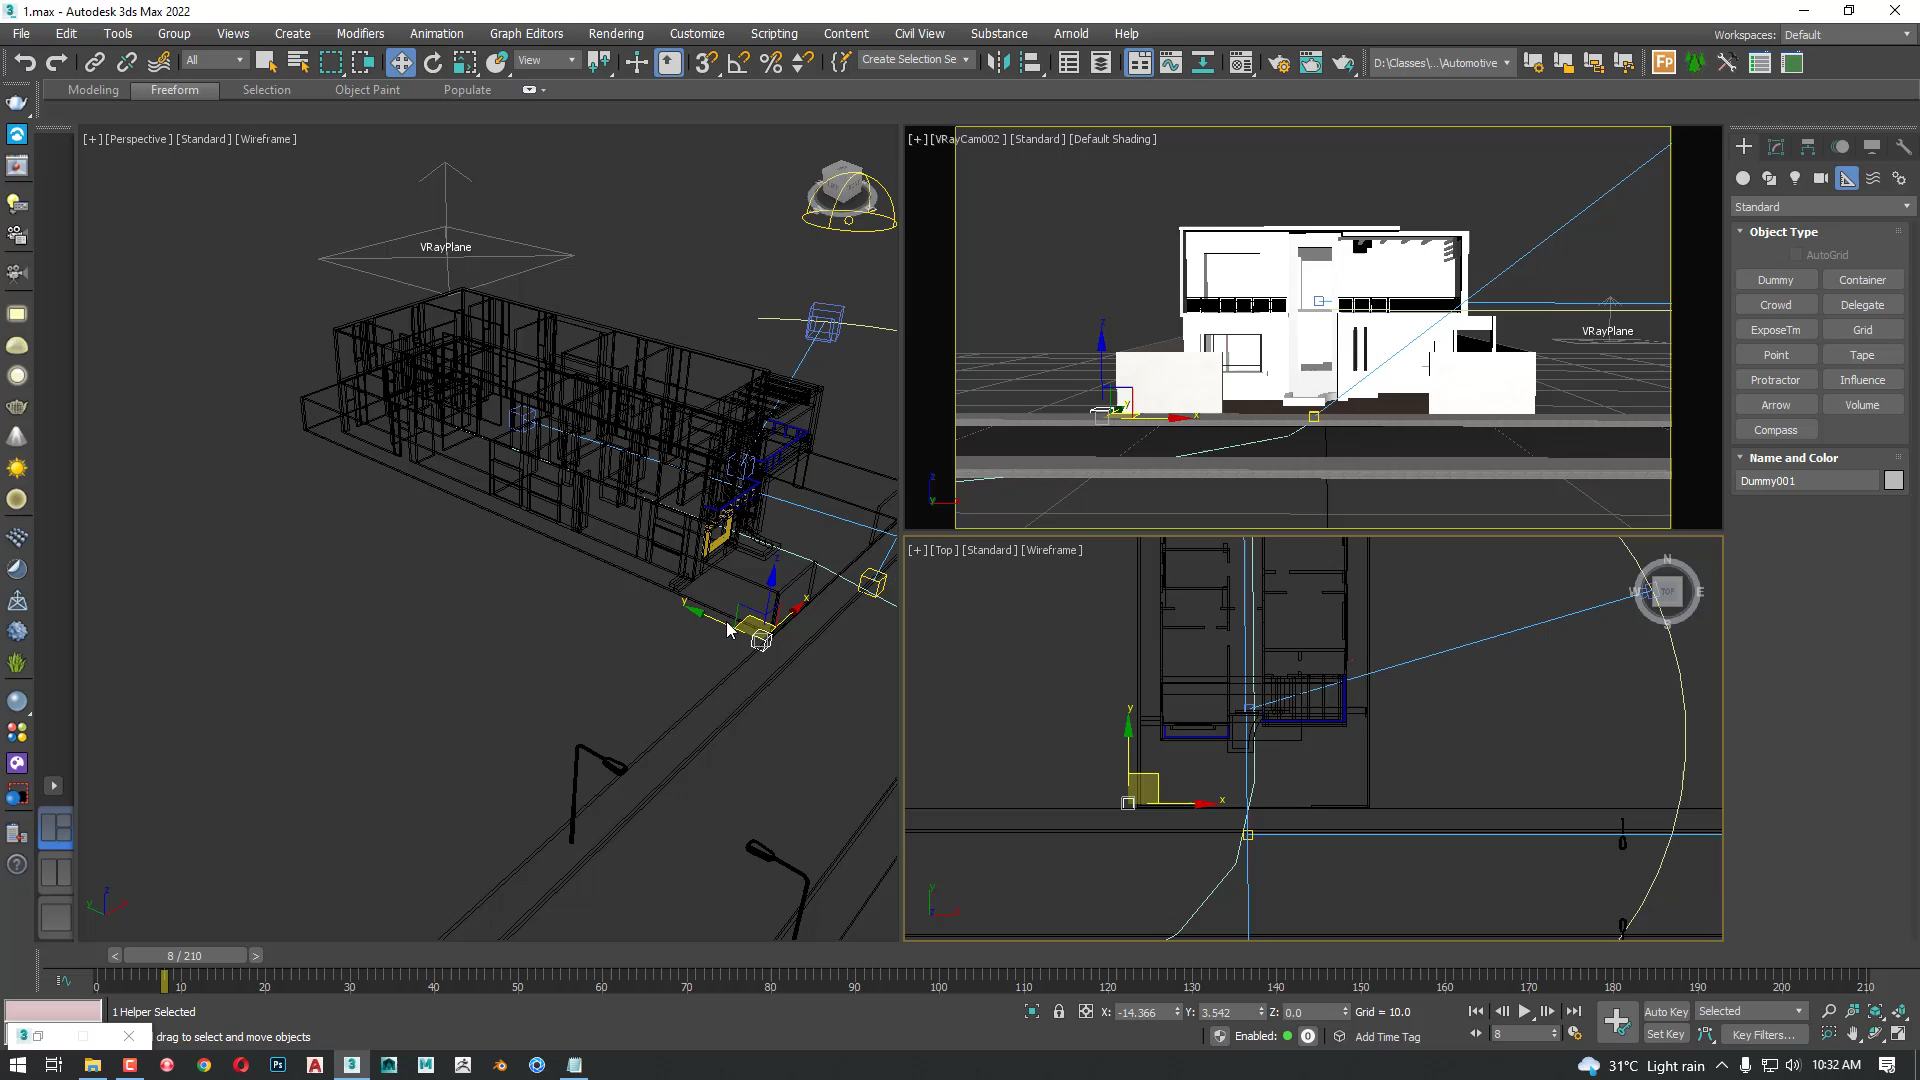 1.max - Autodesk 3ds Max 2022
File Edit Tools Group Views Create Modifiers Animation Graph Editors Rendering Customize Scripting Content Civil View Substance Arnold Help
Workspaces: Default
All
View
Create Selection Se
D:\Classes\...\Automotive
Modeling Freeform Selection Object Paint Populate
[+] [Perspective] [Standard] [Wireframe]
VRayPlane
x
y
[+] [VRayCam002] [Standard] [Default Shading]
VRayPlane
z
y
x
[+] [Top] [Standard] [Wireframe]
N
W TOP E
S
y
x
Standard
Object Type
AutoGrid
Dummy Container
Crowd Delegate
ExposeTm Grid
Point Tape
Protractor Influence
Arrow Volume
Compass
Name and Color
Dummy001
< 8 / 210 >
0 10 20 30 40 50 60 70 80 90 100 110 120 130 140 150 160 170 180 190 200 210
1 Helper Selected
drag to select and move objects
X: -14.366 Y: 3.542 Z: 0.0 Grid = 10.0
Enabled: 0 Add Time Tag
8
Auto Key Selected
Set Key Key Filters...
31°C Light rain 10:32 AM